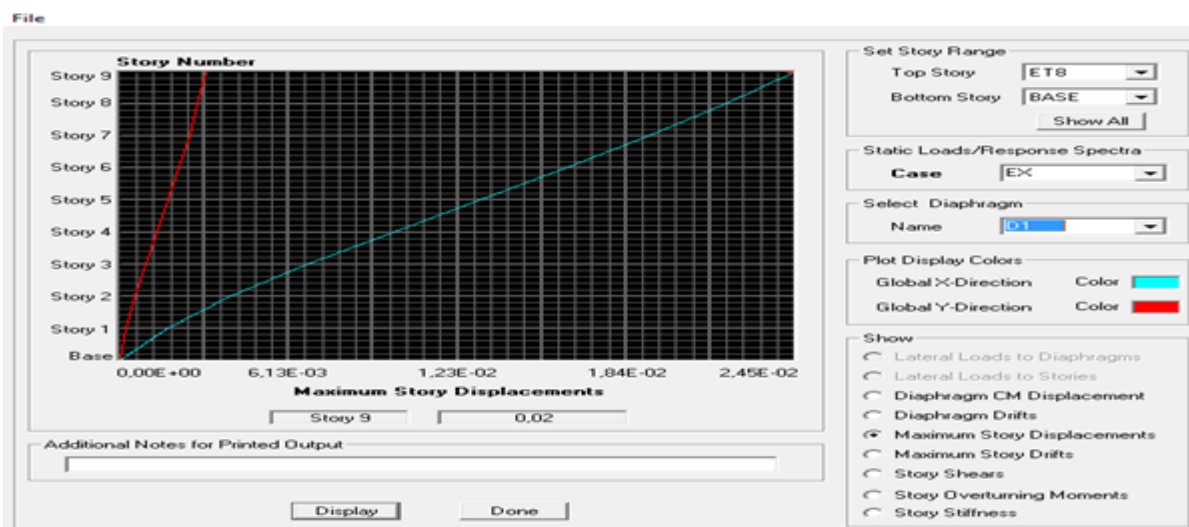 File
Story Number
Story 9
Story 8
Story 7
Story 6
Story 5
Story 4
Story 3
Story 2
Story 1
Base
0,00E+00 6,13E-03 1,23E-02 1,84E-02 2,45E-02
Maximum Story Displacements
Story 9 0,02
Additional Notes for Printed Output
Display Done
Set Story Range
Top Story ET8
Bottom Story BASE
Show All
Static Loads/Response Spectra
Case EX
Select Diaphragm
Name D1
Plot Display Colors
Global X-Direction Color
Global Y-Direction Color
Show
Lateral Loads to Diaphragms
Lateral Loads to Stories
Diaphragm CM Displacement
Diaphragm Drifts
Maximum Story Displacements
Maximum Story Drifts
Story Shears
Story Overturning Moments
Story Stiffness